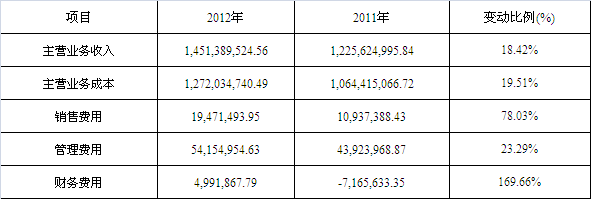 项目 2012年 2011年 变动比例(%)
主营业务收入 1,451,389,524.56 1,225,624,995.84 18.42%
主营业务成本 1,272,034,740.49 1,064,415,066.72 19.51%
销售费用 19,471,493.95 10,937,388.43 78.03%
管理费用 54,154,954.63 43,923,968.87 23.29%
财务费用 4,991,867.79 -7,165,633.35 169.66%